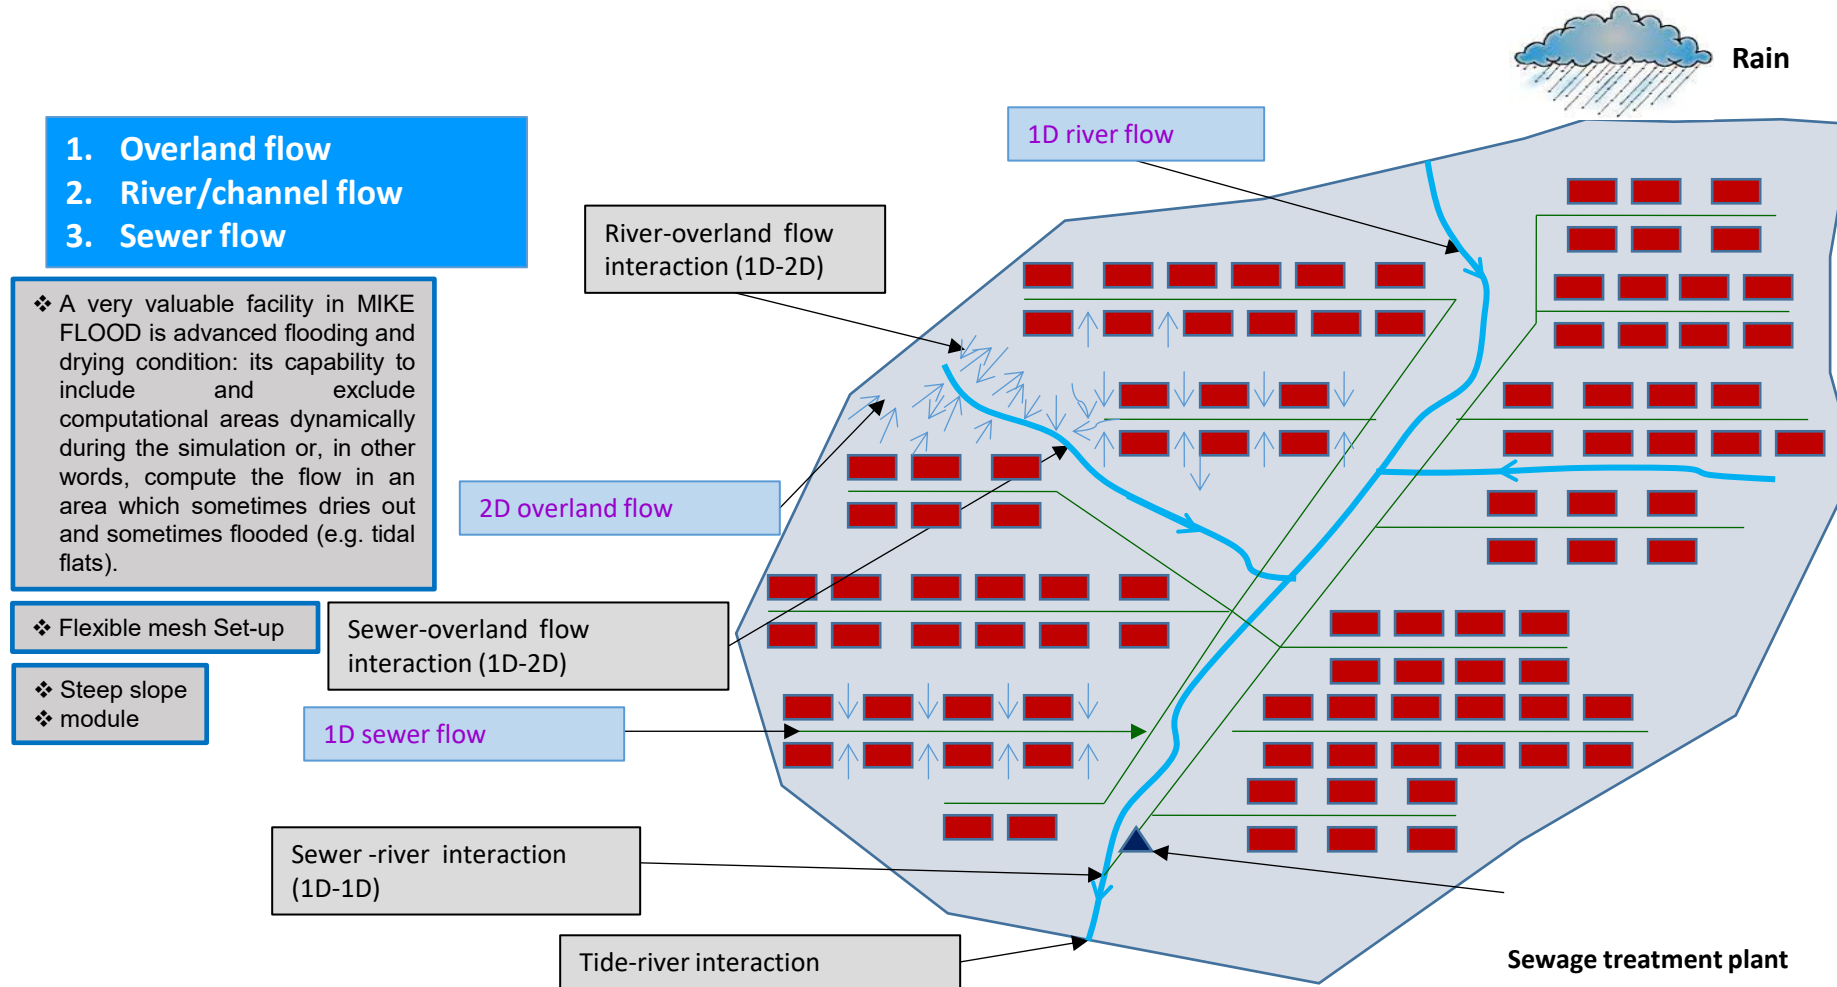 Rain
1D river flow
1. Overland flow
2. River/channel flow
3. Sewer flow
River-overland flow
interaction (1D-2D)
❖ A very valuable facility in MIKE
FLOOD is advanced flooding and
drying condition: its capability to
include and exclude
computational areas dynamically
during the simulation or, in other
words, compute the flow in an
area which sometimes dries out
and sometimes flooded (e.g. tidal
flats).
2D overland flow
❖ Flexible mesh Set-up
Sewer-overland flow
interaction (1D-2D)
❖ Steep slope
❖ module
1D sewer flow
Sewer -river interaction
(1D-1D)
Tide-river interaction
Sewage treatment plant